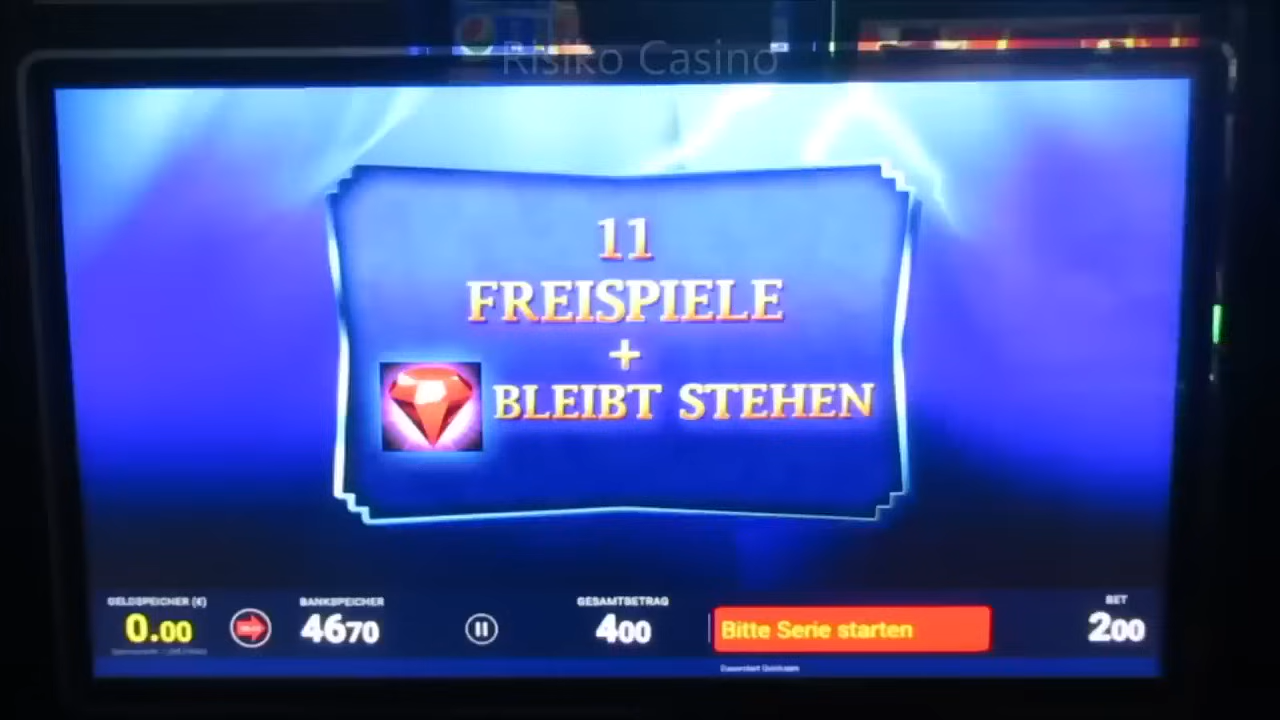 Risiko Casino
11
FREISPIELE
+
BLEIBT STEHEN
GELDSPEICHER (€)
0.00
BANKSPEICHER
4670
GESAMTBETRAG
400
Bitte Serie starten
BET
200